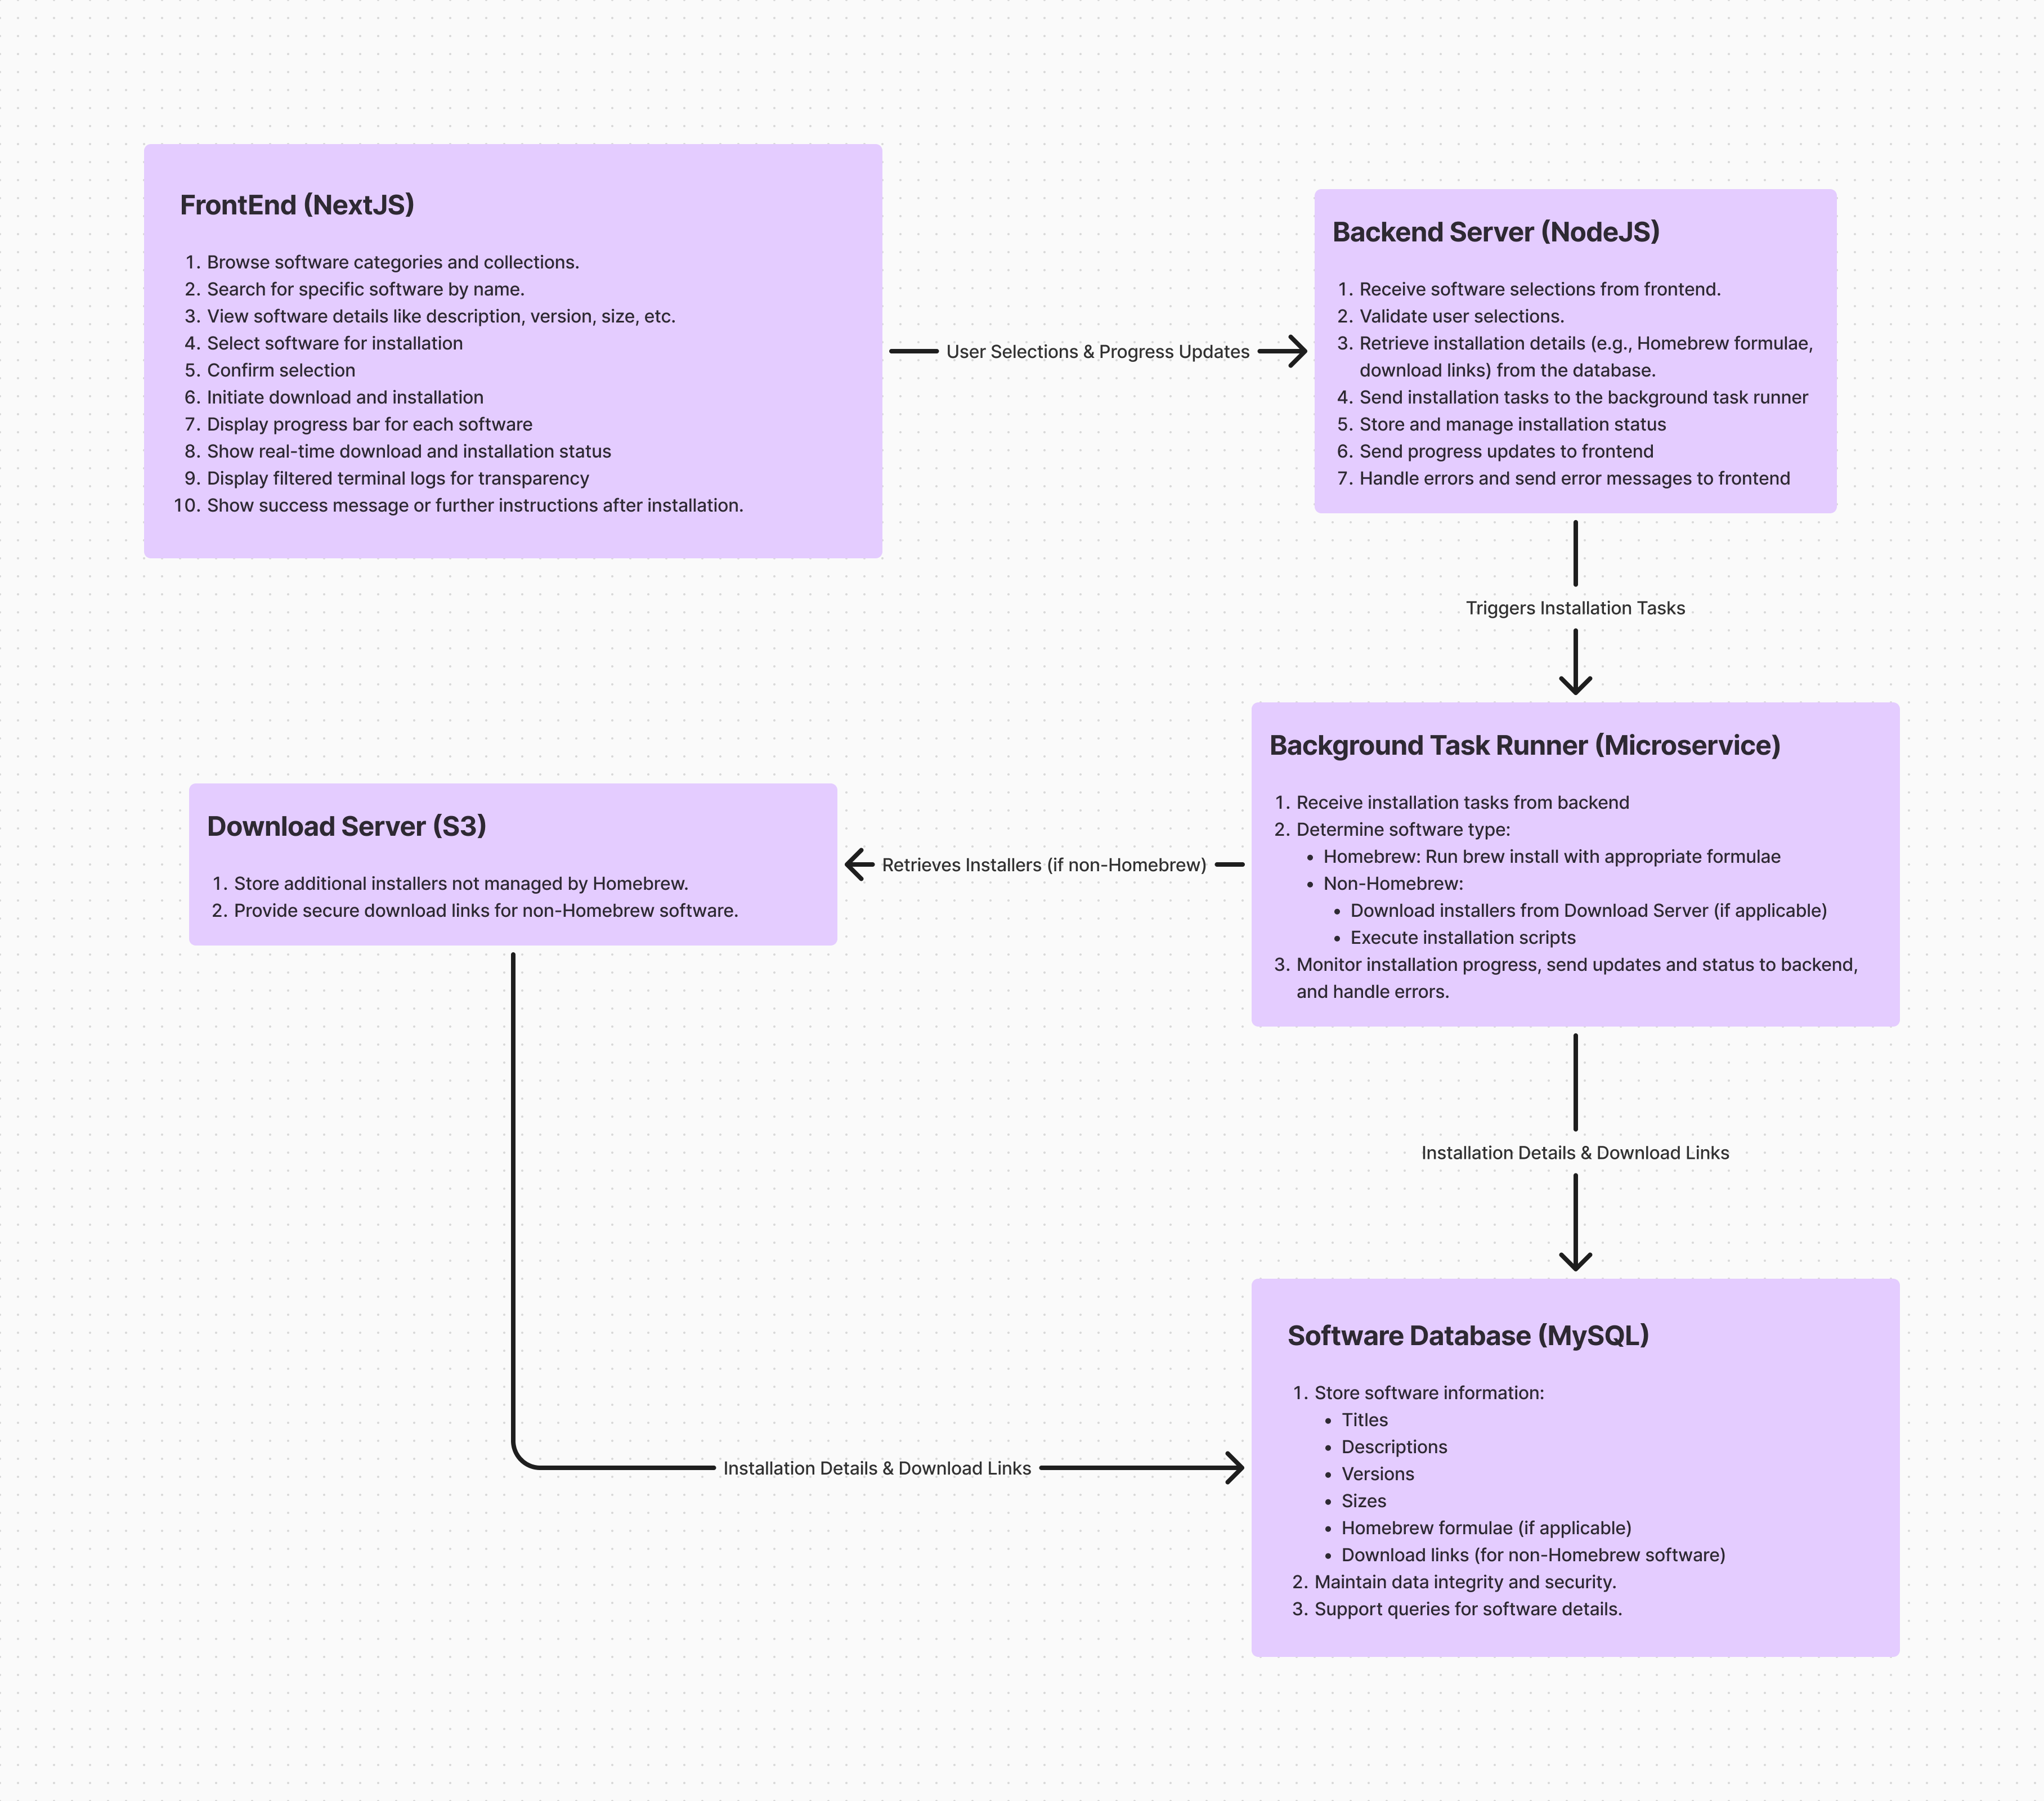 FrontEnd (NextJS)
1. Browse software categories and collections.
2. Search for specific software by name.
3. View software details like description, version, size, etc.
4. Select software for installation
5. Confirm selection
6. Initiate download and installation
7. Display progress bar for each software
8. Show real-time download and installation status
9. Display filtered terminal logs for transparency
10. Show success message or further instructions after installation.
User Selections & Progress Updates
Backend Server (NodeJS)
1. Receive software selections from frontend.
2. Validate user selections.
3. Retrieve installation details (e.g., Homebrew formulae,
download links) from the database.
4. Send installation tasks to the background task runner
5. Store and manage installation status
6. Send progress updates to frontend
7. Handle errors and send error messages to frontend
Triggers Installation Tasks
Background Task Runner (Microservice)
1. Receive installation tasks from backend
2. Determine software type:
• Homebrew: Run brew install with appropriate formulae
• Non-Homebrew:
• Download installers from Download Server (if applicable)
• Execute installation scripts
3. Monitor installation progress, send updates and status to backend,
and handle errors.
Retrieves Installers (if non-Homebrew)
Download Server (S3)
1. Store additional installers not managed by Homebrew.
2. Provide secure download links for non-Homebrew software.
Installation Details & Download Links
Installation Details & Download Links
Software Database (MySQL)
1. Store software information:
• Titles
• Descriptions
• Versions
• Sizes
• Homebrew formulae (if applicable)
• Download links (for non-Homebrew software)
2. Maintain data integrity and security.
3. Support queries for software details.